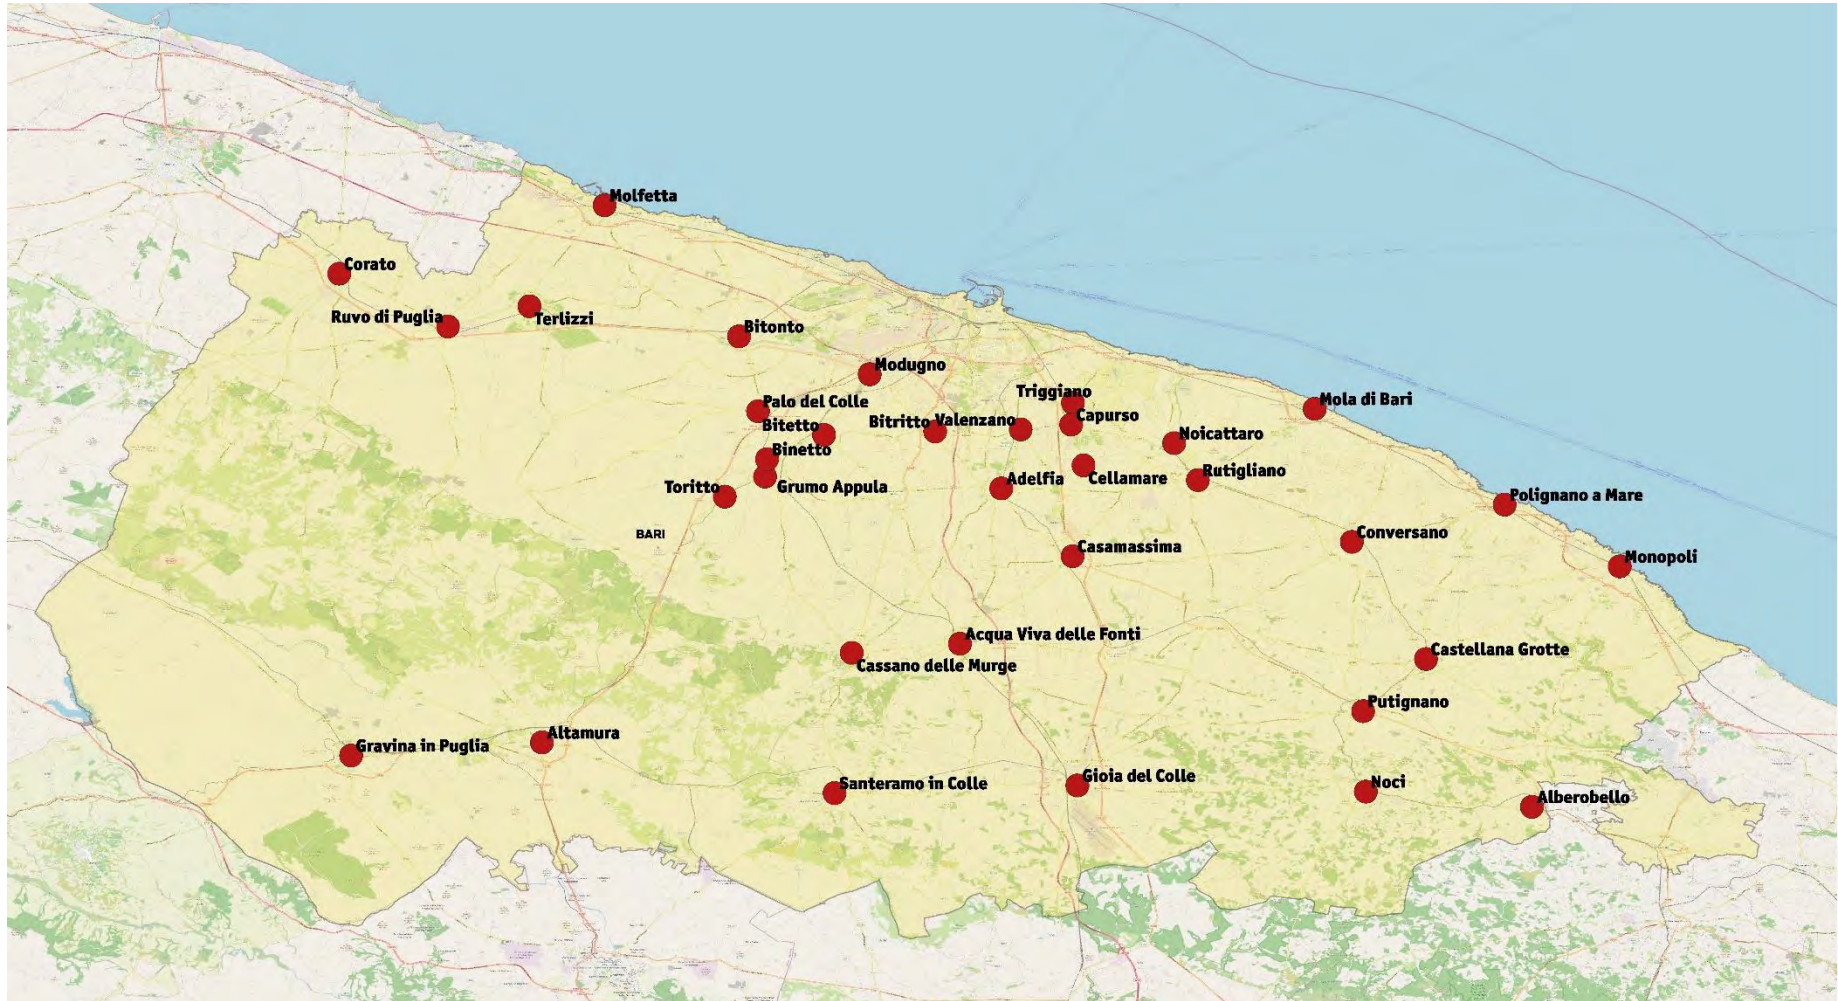 Molfetta
Corato
Ruvo di Puglia
Terlizzi
Bitonto
Modugno
Triggiano
Mola di Bari
Palo del Colle
Capurso
Bitetto
Bitritto
Valenzano
Noicattaro
Binetto
Rutigliano
Adelfia
Cellamare
Toritto
Grumo Appula
Polignano a Mare
BARI
Conversano
Casamassima
Monopoli
Acqua Viva delle Fonti
Castellana Grotte
Cassano delle Murge
Putignano
Altamura
Gravina in Puglia
Gioia del Colle
Santeramo in Colle
Noci
Alberobello